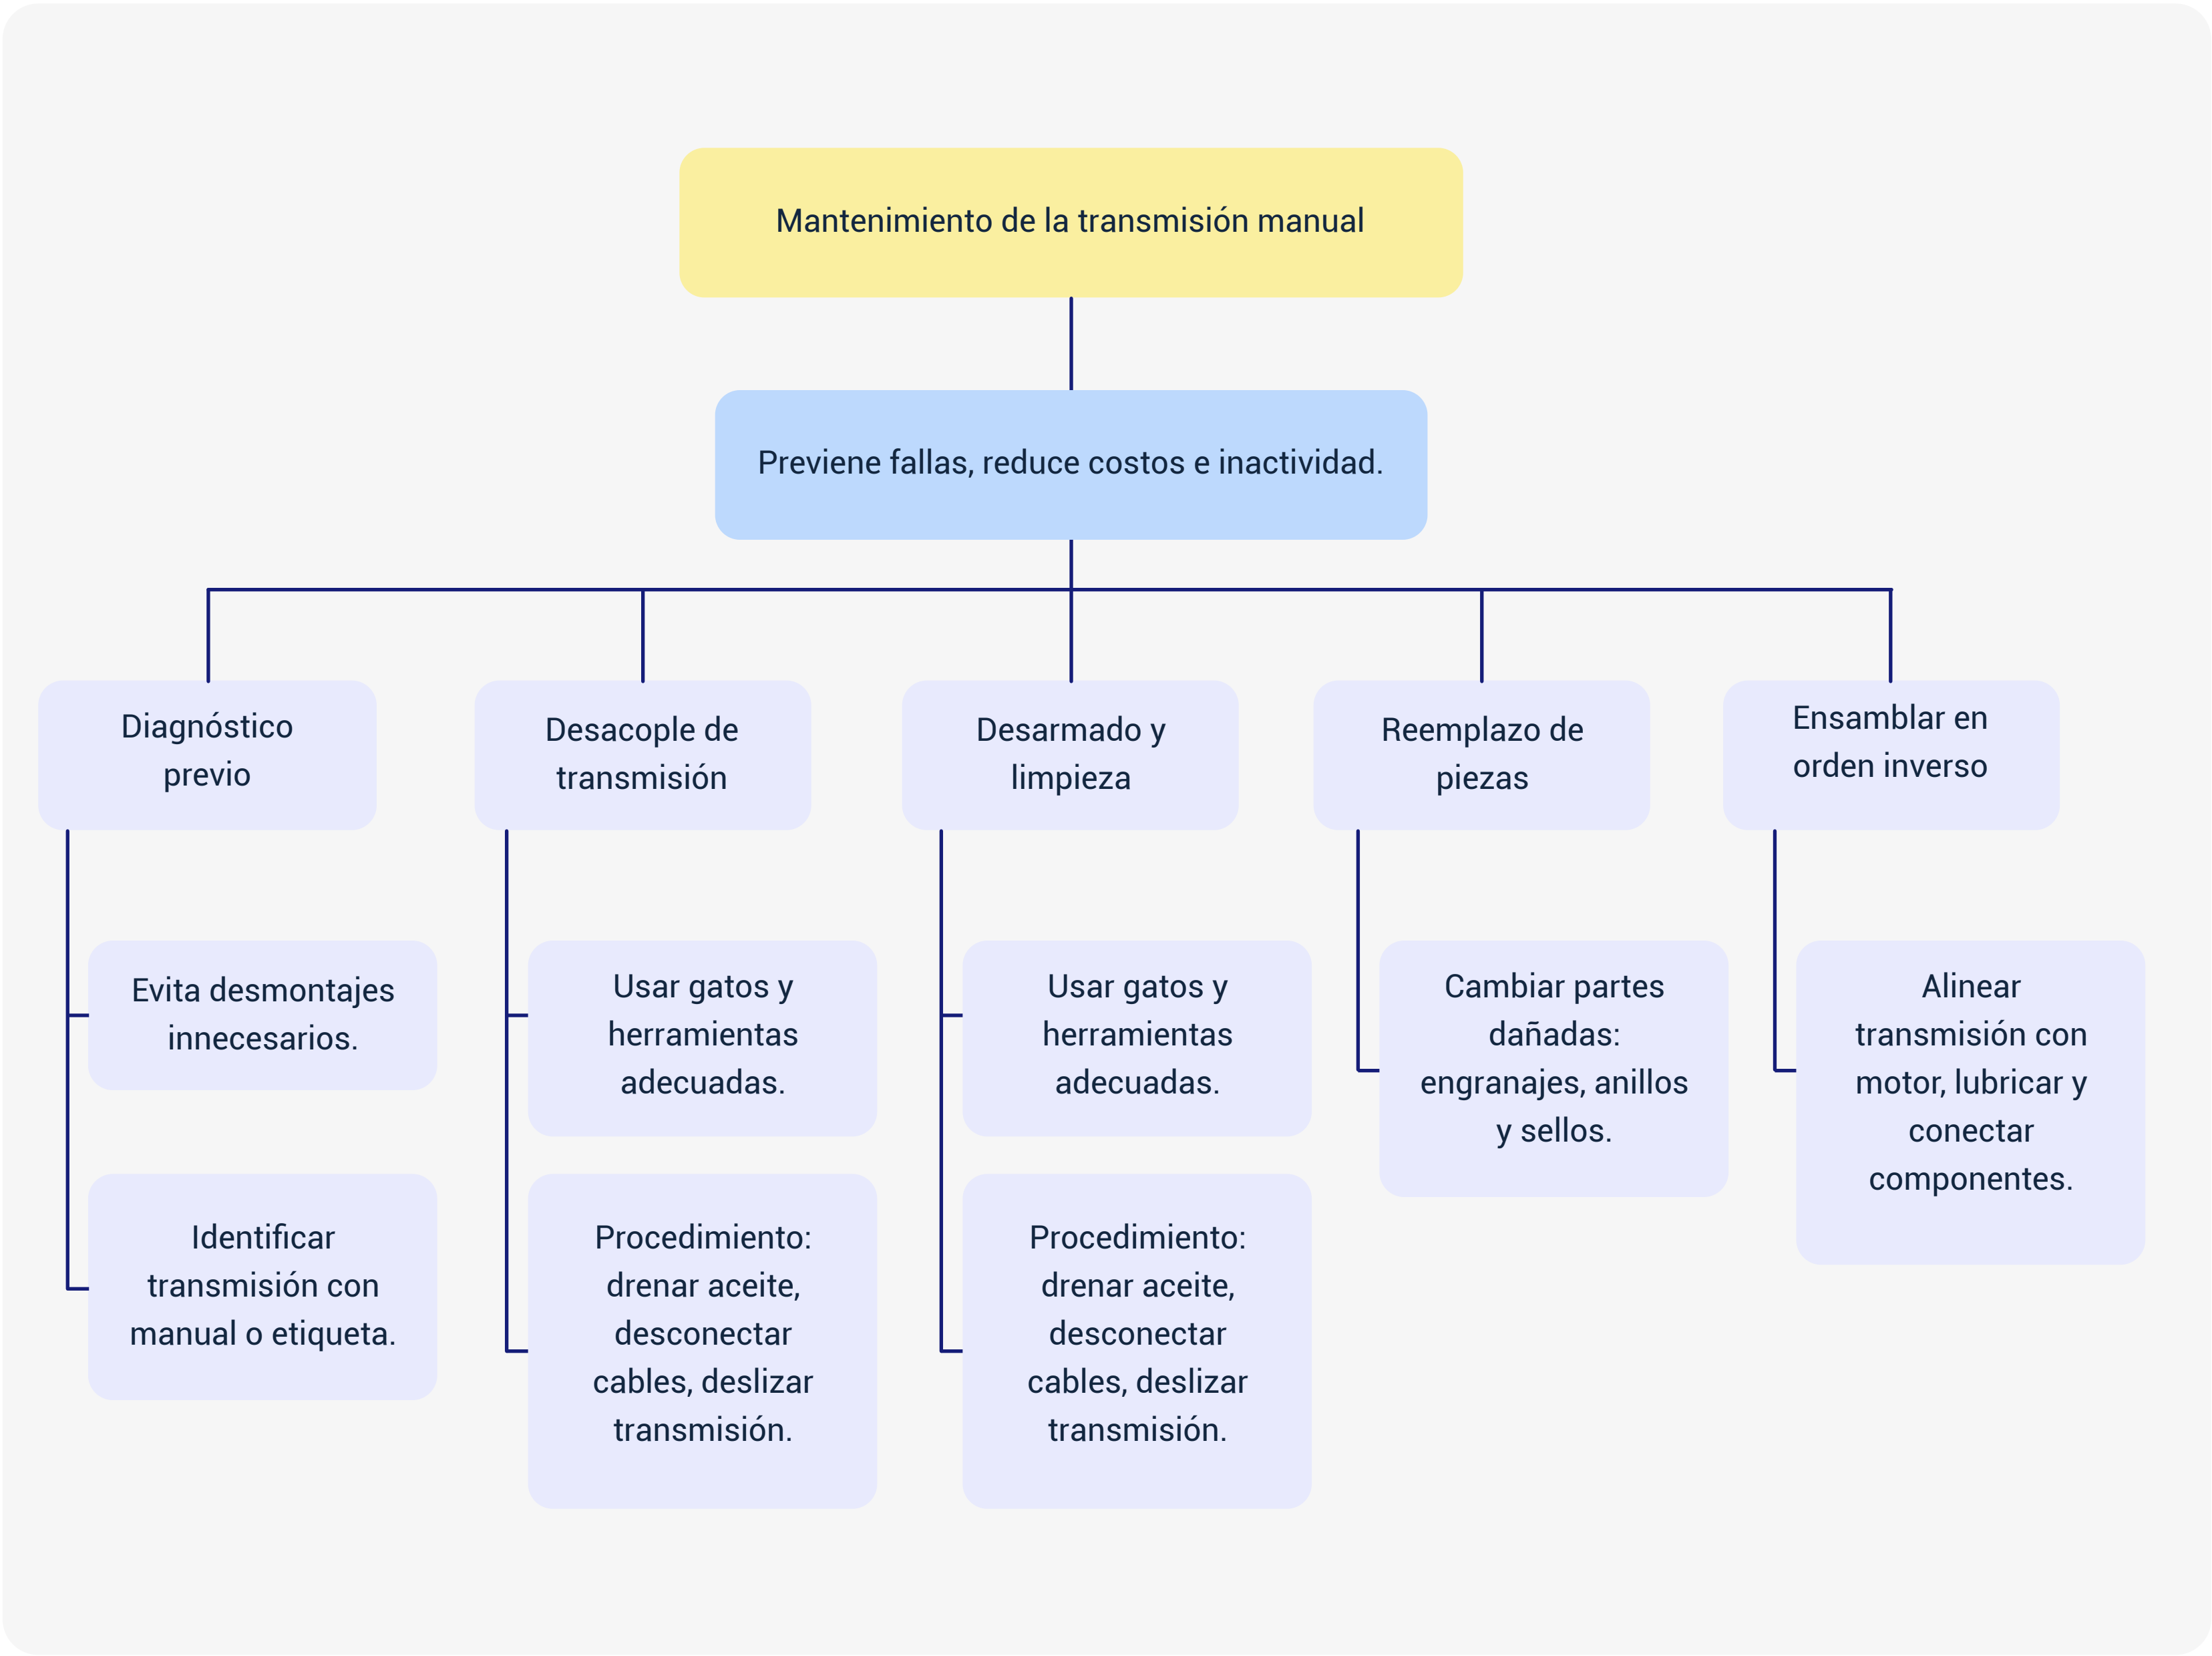 Mantenimiento de la transmisión manual
Previene fallas, reduce costos e inactividad.
Diagnóstico
previo
Evita desmontajes
innecesarios.
Identificar
transmisión con
manual o etiqueta.
Desacople de
transmisión
Usar gatos y
herramientas
adecuadas.
Procedimiento:
drenar aceite,
desconectar
cables, deslizar
transmisión.
Desarmado y
limpieza
Usar gatos y
herramientas
adecuadas.
Procedimiento:
drenar aceite,
desconectar
cables, deslizar
transmisión.
Reemplazo de
piezas
Cambiar partes
dañadas:
engranajes, anillos
y sellos.
Ensamblar en
orden inverso
Alinear
transmisión con
motor, lubricar y
conectar
componentes.